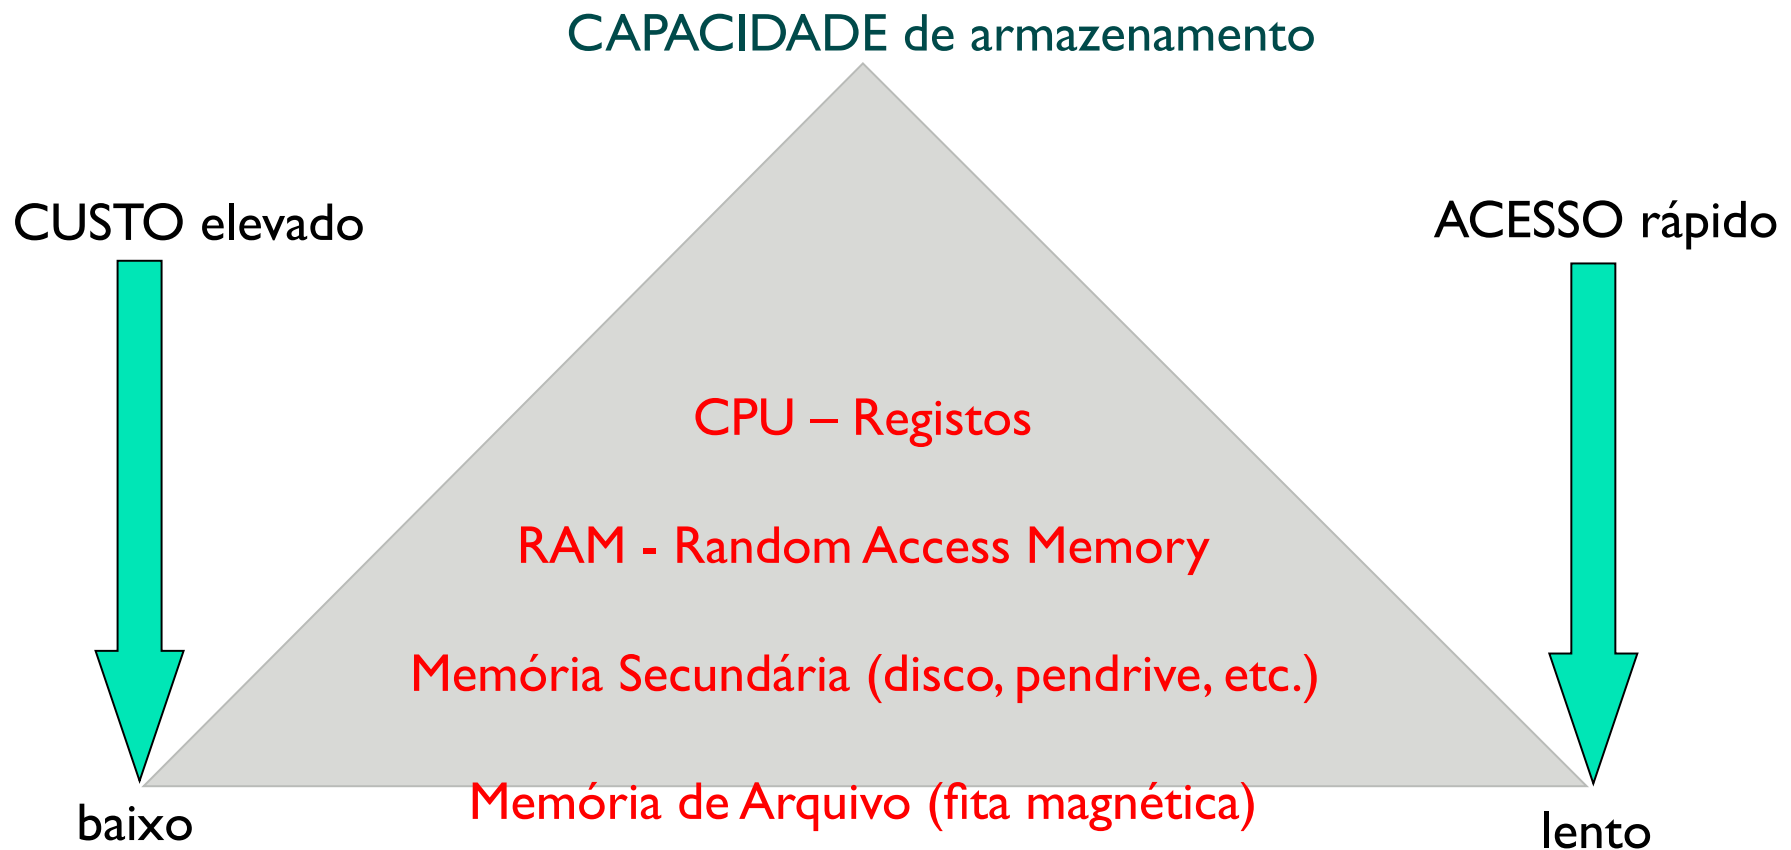 CAPACIDADE de armazenamento
CUSTO elevado
ACESSO rápido
CPU – Registos
RAM - Random Access Memory
Memória Secundária (disco, pendrive, etc.)
Memória de Arquivo (fita magnética)
baixo
lento